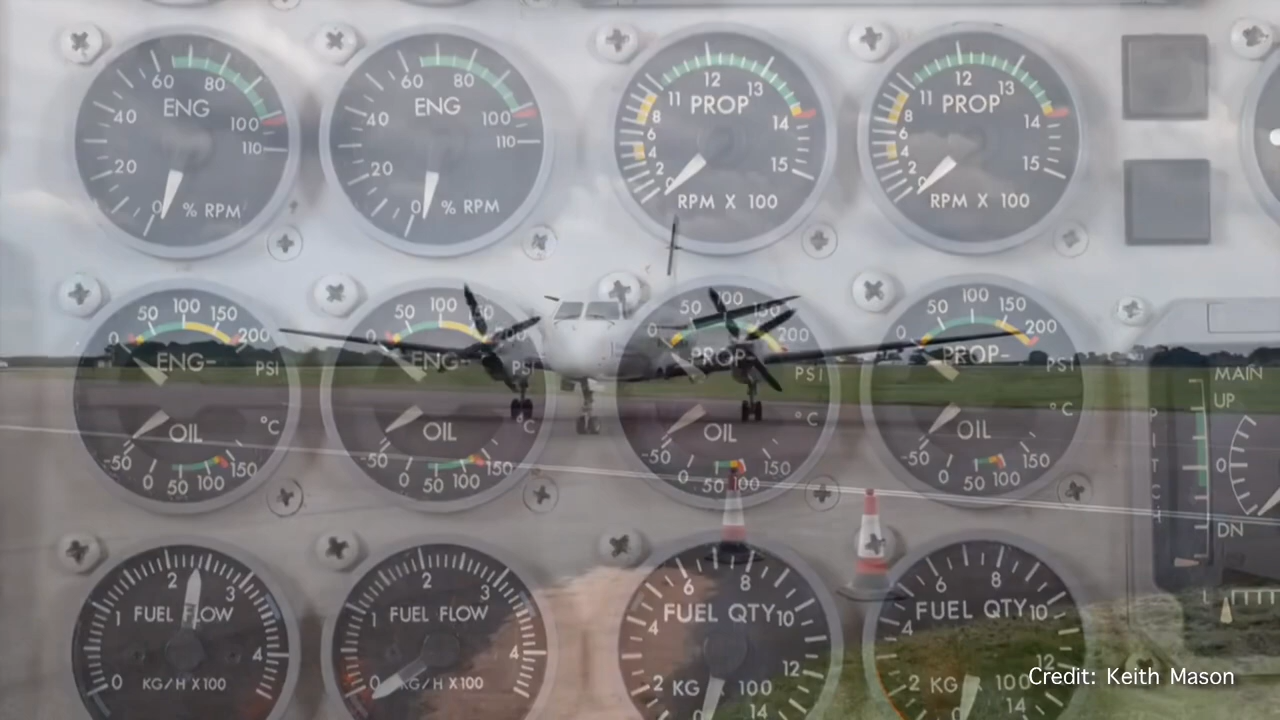 60 80
ENG
40 100
110
20
0 % RPM
60 80
ENG
40 100
110
20
0 % RPM
12
11 PROP 13
8
6 14
4
2 15
0
RPM X 100
12
11 PROP 13
8
6 14
4
2 15
0
RPM X 100
100
50 150
0 200
ENG-
PSI
°C
OIL
-50 150
0 50 100
100
50 150
0 200
ENG-
PSI
°C
OIL
-50 150
0 50 100
100
50 150
0 200
PROP-
PSI
°C
OIL
-50 150
0 50 100
100
50 150
0 200
PROP-
PSI
°C
OIL
-50 150
0 50 100
MAIN
UP
PITCH
0
DN
2 3
1 FUEL FLOW
4
0 KG/H X100
2 3
1 FUEL FLOW
4
0 KG/H X100
6 8
FUEL QTY 10
4
12
2 KG X 100
14
6 8
FUEL QTY 10
4
12
2 KG X 100
14
Credit: Keith Mason